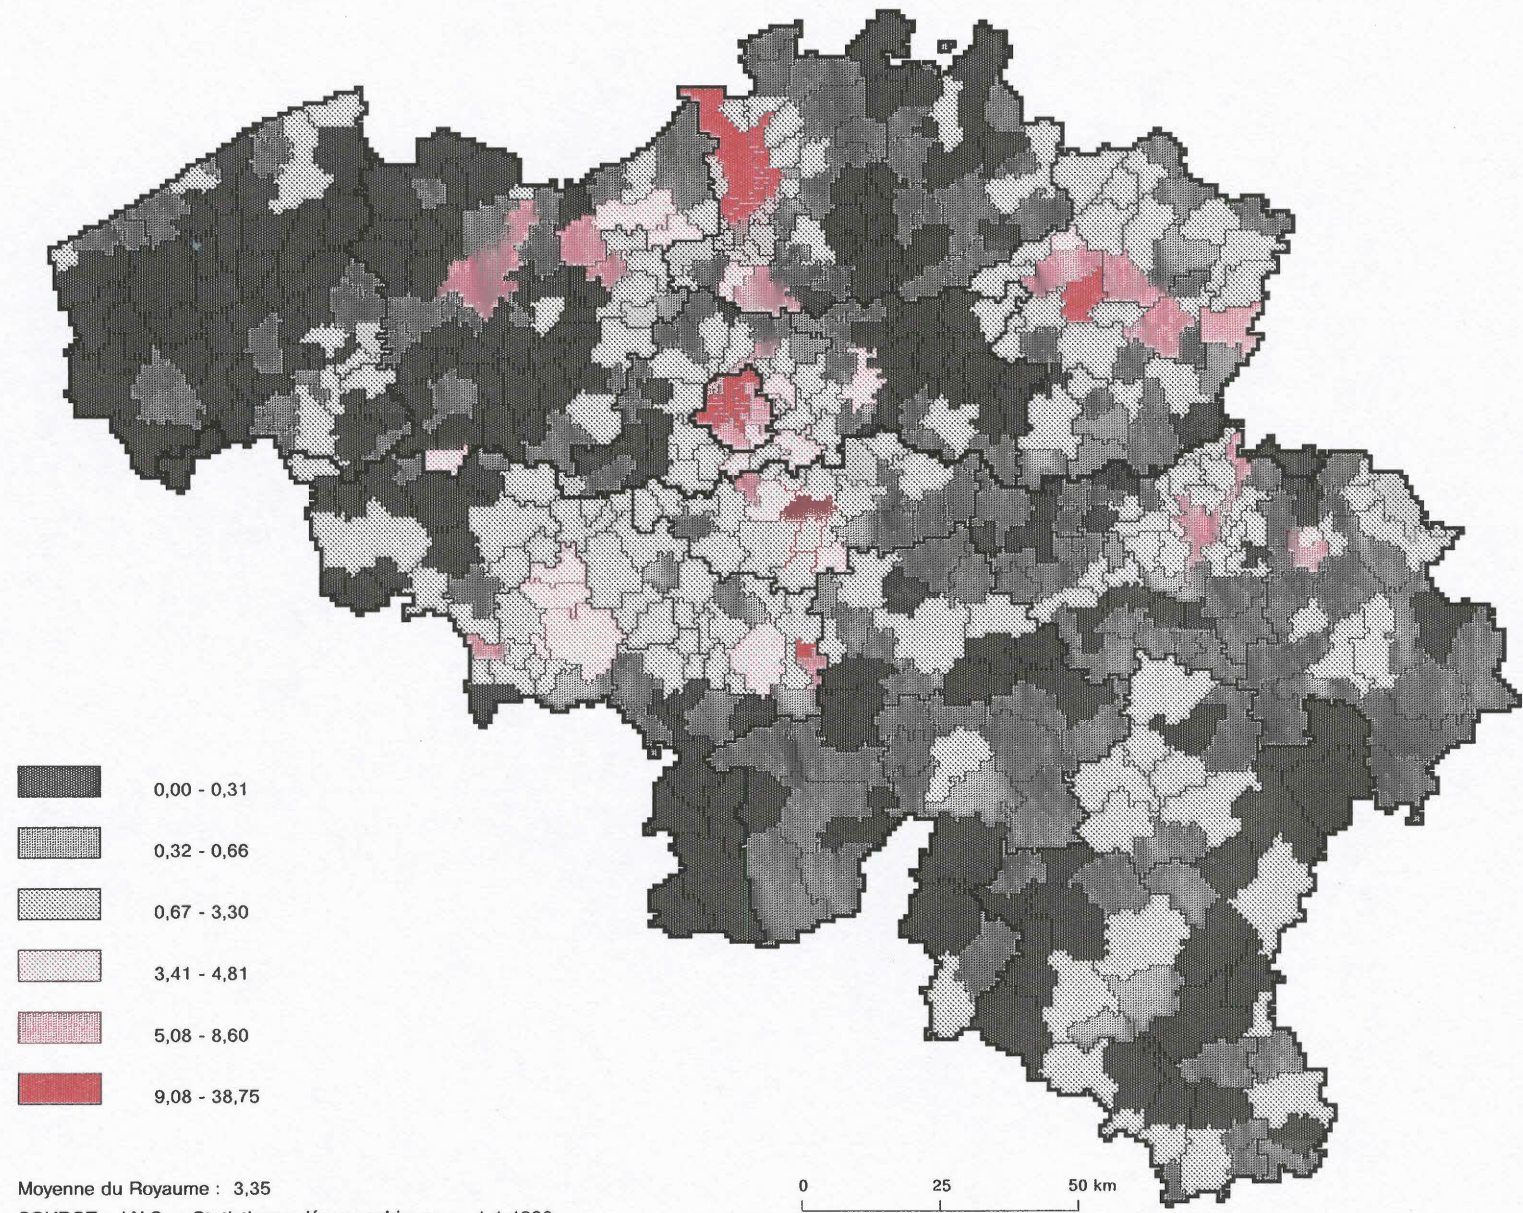 0,00 - 0,31
0,32 - 0,66
0,67 - 3,30
3,41 - 4,81
5,08 - 8,60
9,08 - 38,75
Moyenne du Royaume : 3,35
0 25 50 km